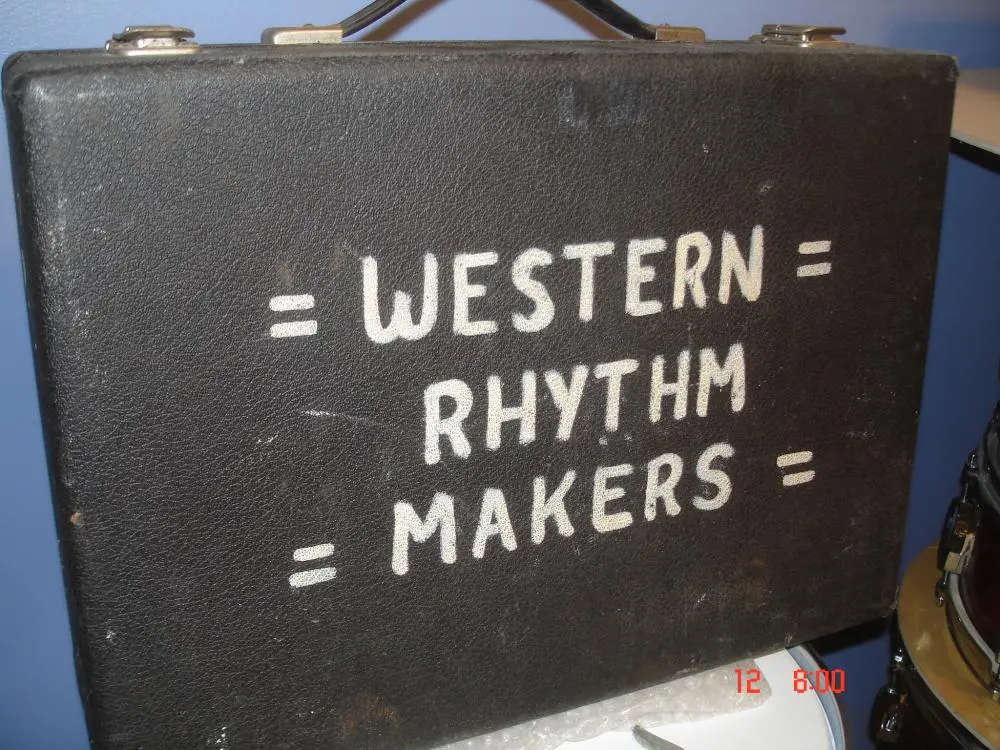 = WESTERN =
RHYTHM
= MAKERS =
12 8:00